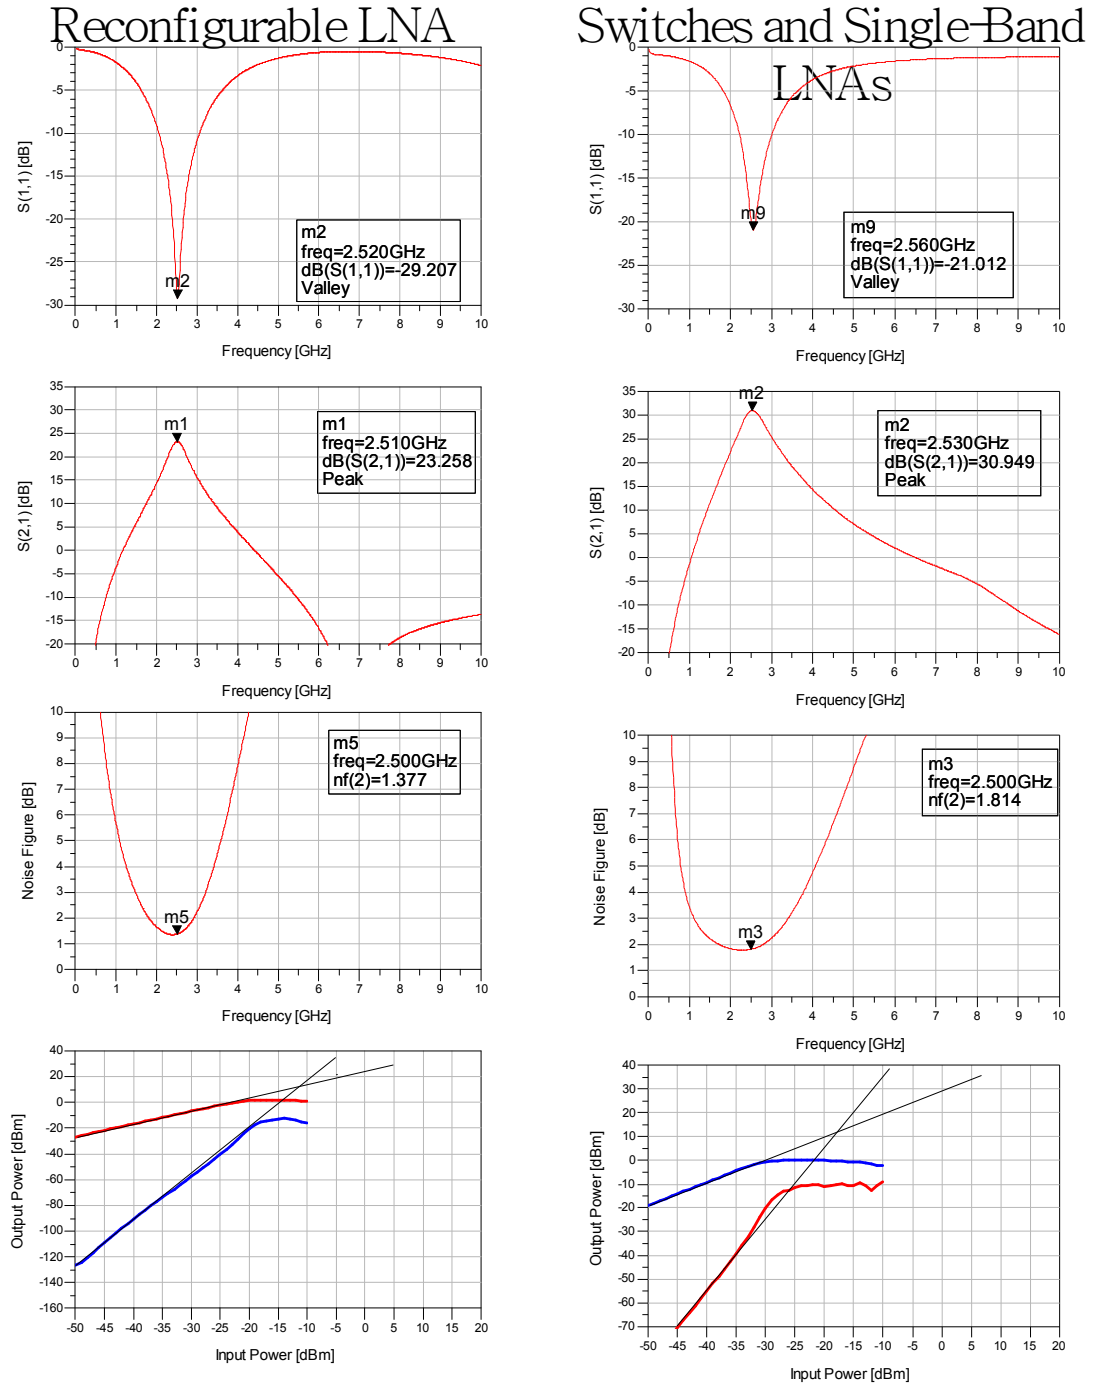 Reconfigurable LNA
Switches and Single-Band
LNAs
0
-5
-10
-15
-20
-25
-30
S(1,1) [dB]
m2
m2
freq=2.520GHz
dB(S(1,1))=-29.207
Valley
0 1 2 3 4 5 6 7 8 9 10
Frequency [GHz]
0
-5
-10
-15
-20
-25
-30
S(1,1) [dB]
m9
m9
freq=2.560GHz
dB(S(1,1))=-21.012
Valley
0 1 2 3 4 5 6 7 8 9 10
Frequency [GHz]
35
30
25
20
15
10
5
0
-5
-10
-15
-20
S(2,1) [dB]
m1
m1
freq=2.510GHz
dB(S(2,1))=23.258
Peak
0 1 2 3 4 5 6 7 8 9 10
Frequency [GHz]
35
30
25
20
15
10
5
0
-5
-10
-15
-20
S(2,1) [dB]
m2
m2
freq=2.530GHz
dB(S(2,1))=30.949
Peak
0 1 2 3 4 5 6 7 8 9 10
Frequency [GHz]
10
9
8
7
6
5
4
3
2
1
0
Noise Figure [dB]
m5
m5
freq=2.500GHz
nf(2)=1.377
0 1 2 3 4 5 6 7 8 9 10
Frequency [GHz]
10
9
8
7
6
5
4
3
2
1
0
Noise Figure [dB]
m3
m3
freq=2.500GHz
nf(2)=1.814
0 1 2 3 4 5 6 7 8 9 10
Frequency [GHz]
40
20
0
-20
-40
-60
-80
-100
-120
-140
-160
Output Power [dBm]
-50 -45 -40 -35 -30 -25 -20 -15 -10 -5 0 5 10 15 20
Input Power [dBm]
40
30
20
10
0
-10
-20
-30
-40
-50
-60
-70
Output Power [dBm]
-50 -45 -40 -35 -30 -25 -20 -15 -10 -5 0 5 10 15 20
Input Power [dBm]